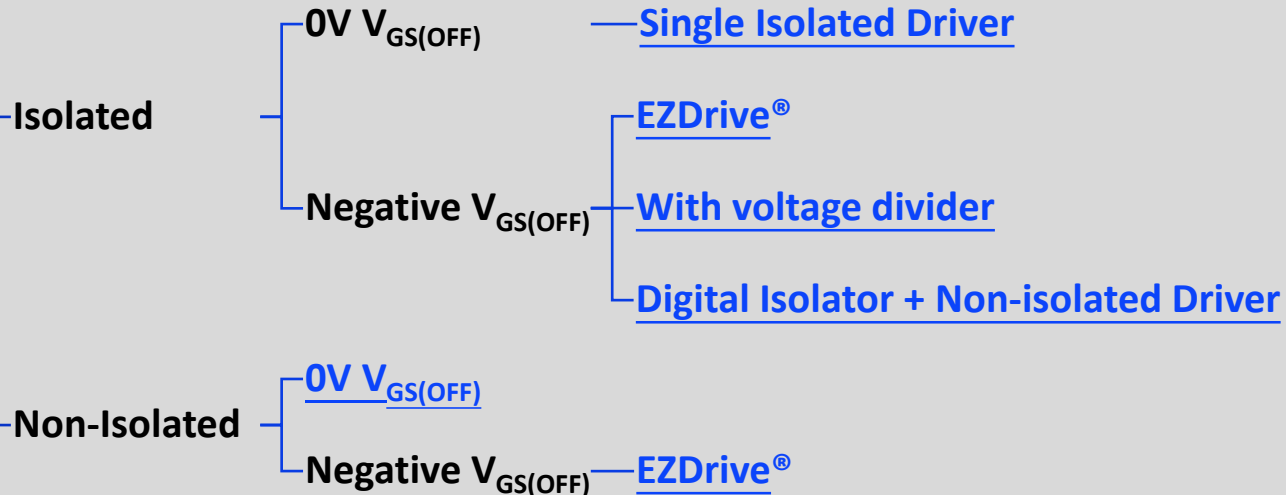 0V VGS(OFF) Single Isolated Driver
Isolated
EZDrive®
Negative VGS(OFF) With voltage divider
Digital Isolator + Non-isolated Driver
0V VGS(OFF)
Non-Isolated
Negative VGS(OFF) EZDrive®